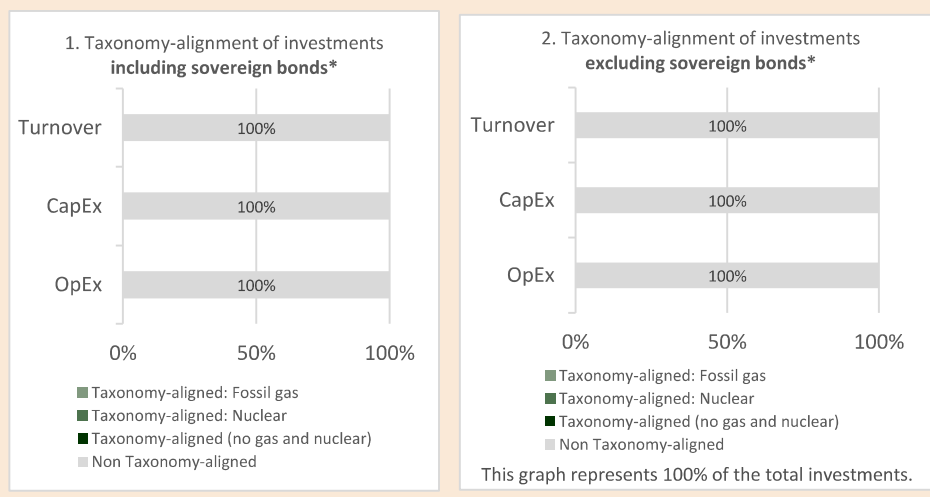 1. Taxonomy-alignment of investments
including sovereign bonds*
Turnover
100%
CapEx
100%
OpEx
100%
0%
50%
100%
Taxonomy-aligned: Fossil gas
Taxonomy-aligned: Nuclear
Taxonomy-aligned (no gas and nuclear)
Non Taxonomy-aligned
2. Taxonomy-alignment of investments
excluding sovereign bonds*
Turnover
100%
CapEx
100%
OpEx
100%
0%
50%
100%
Taxonomy-aligned: Fossil gas
Taxonomy-aligned: Nuclear
Taxonomy-aligned (no gas and nuclear)
Non Taxonomy-aligned
This graph represents 100% of the total investments.